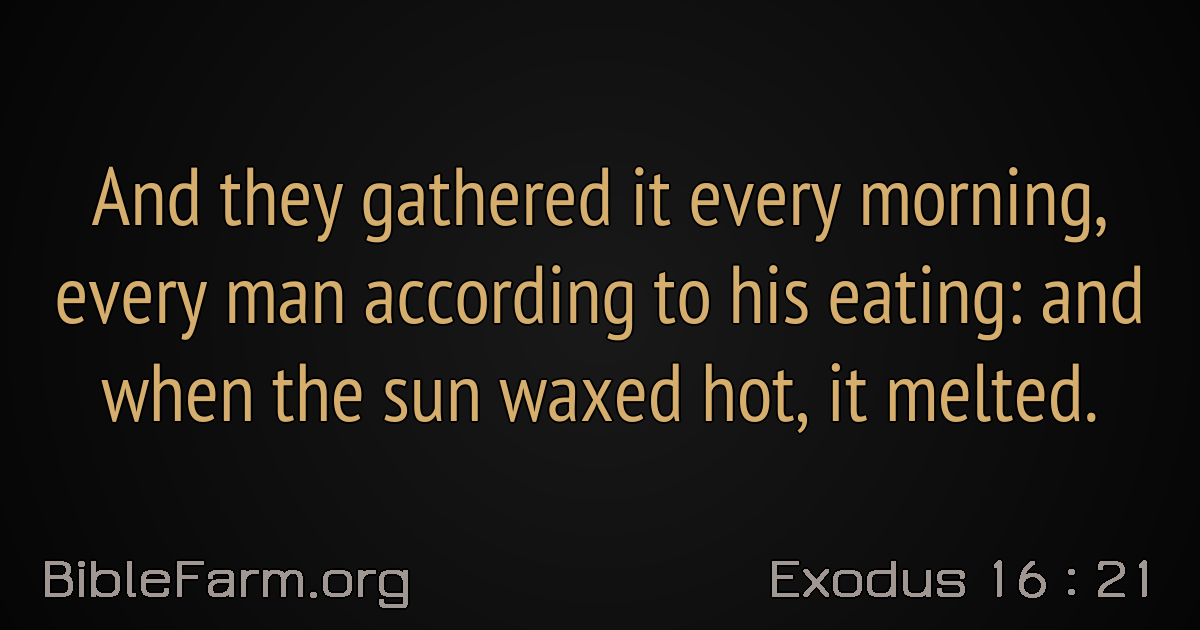 And they gathered it every morning,
every man according to his eating: and
when the sun waxed hot, it melted.
BibleFarm.org
Exodus 16 : 21